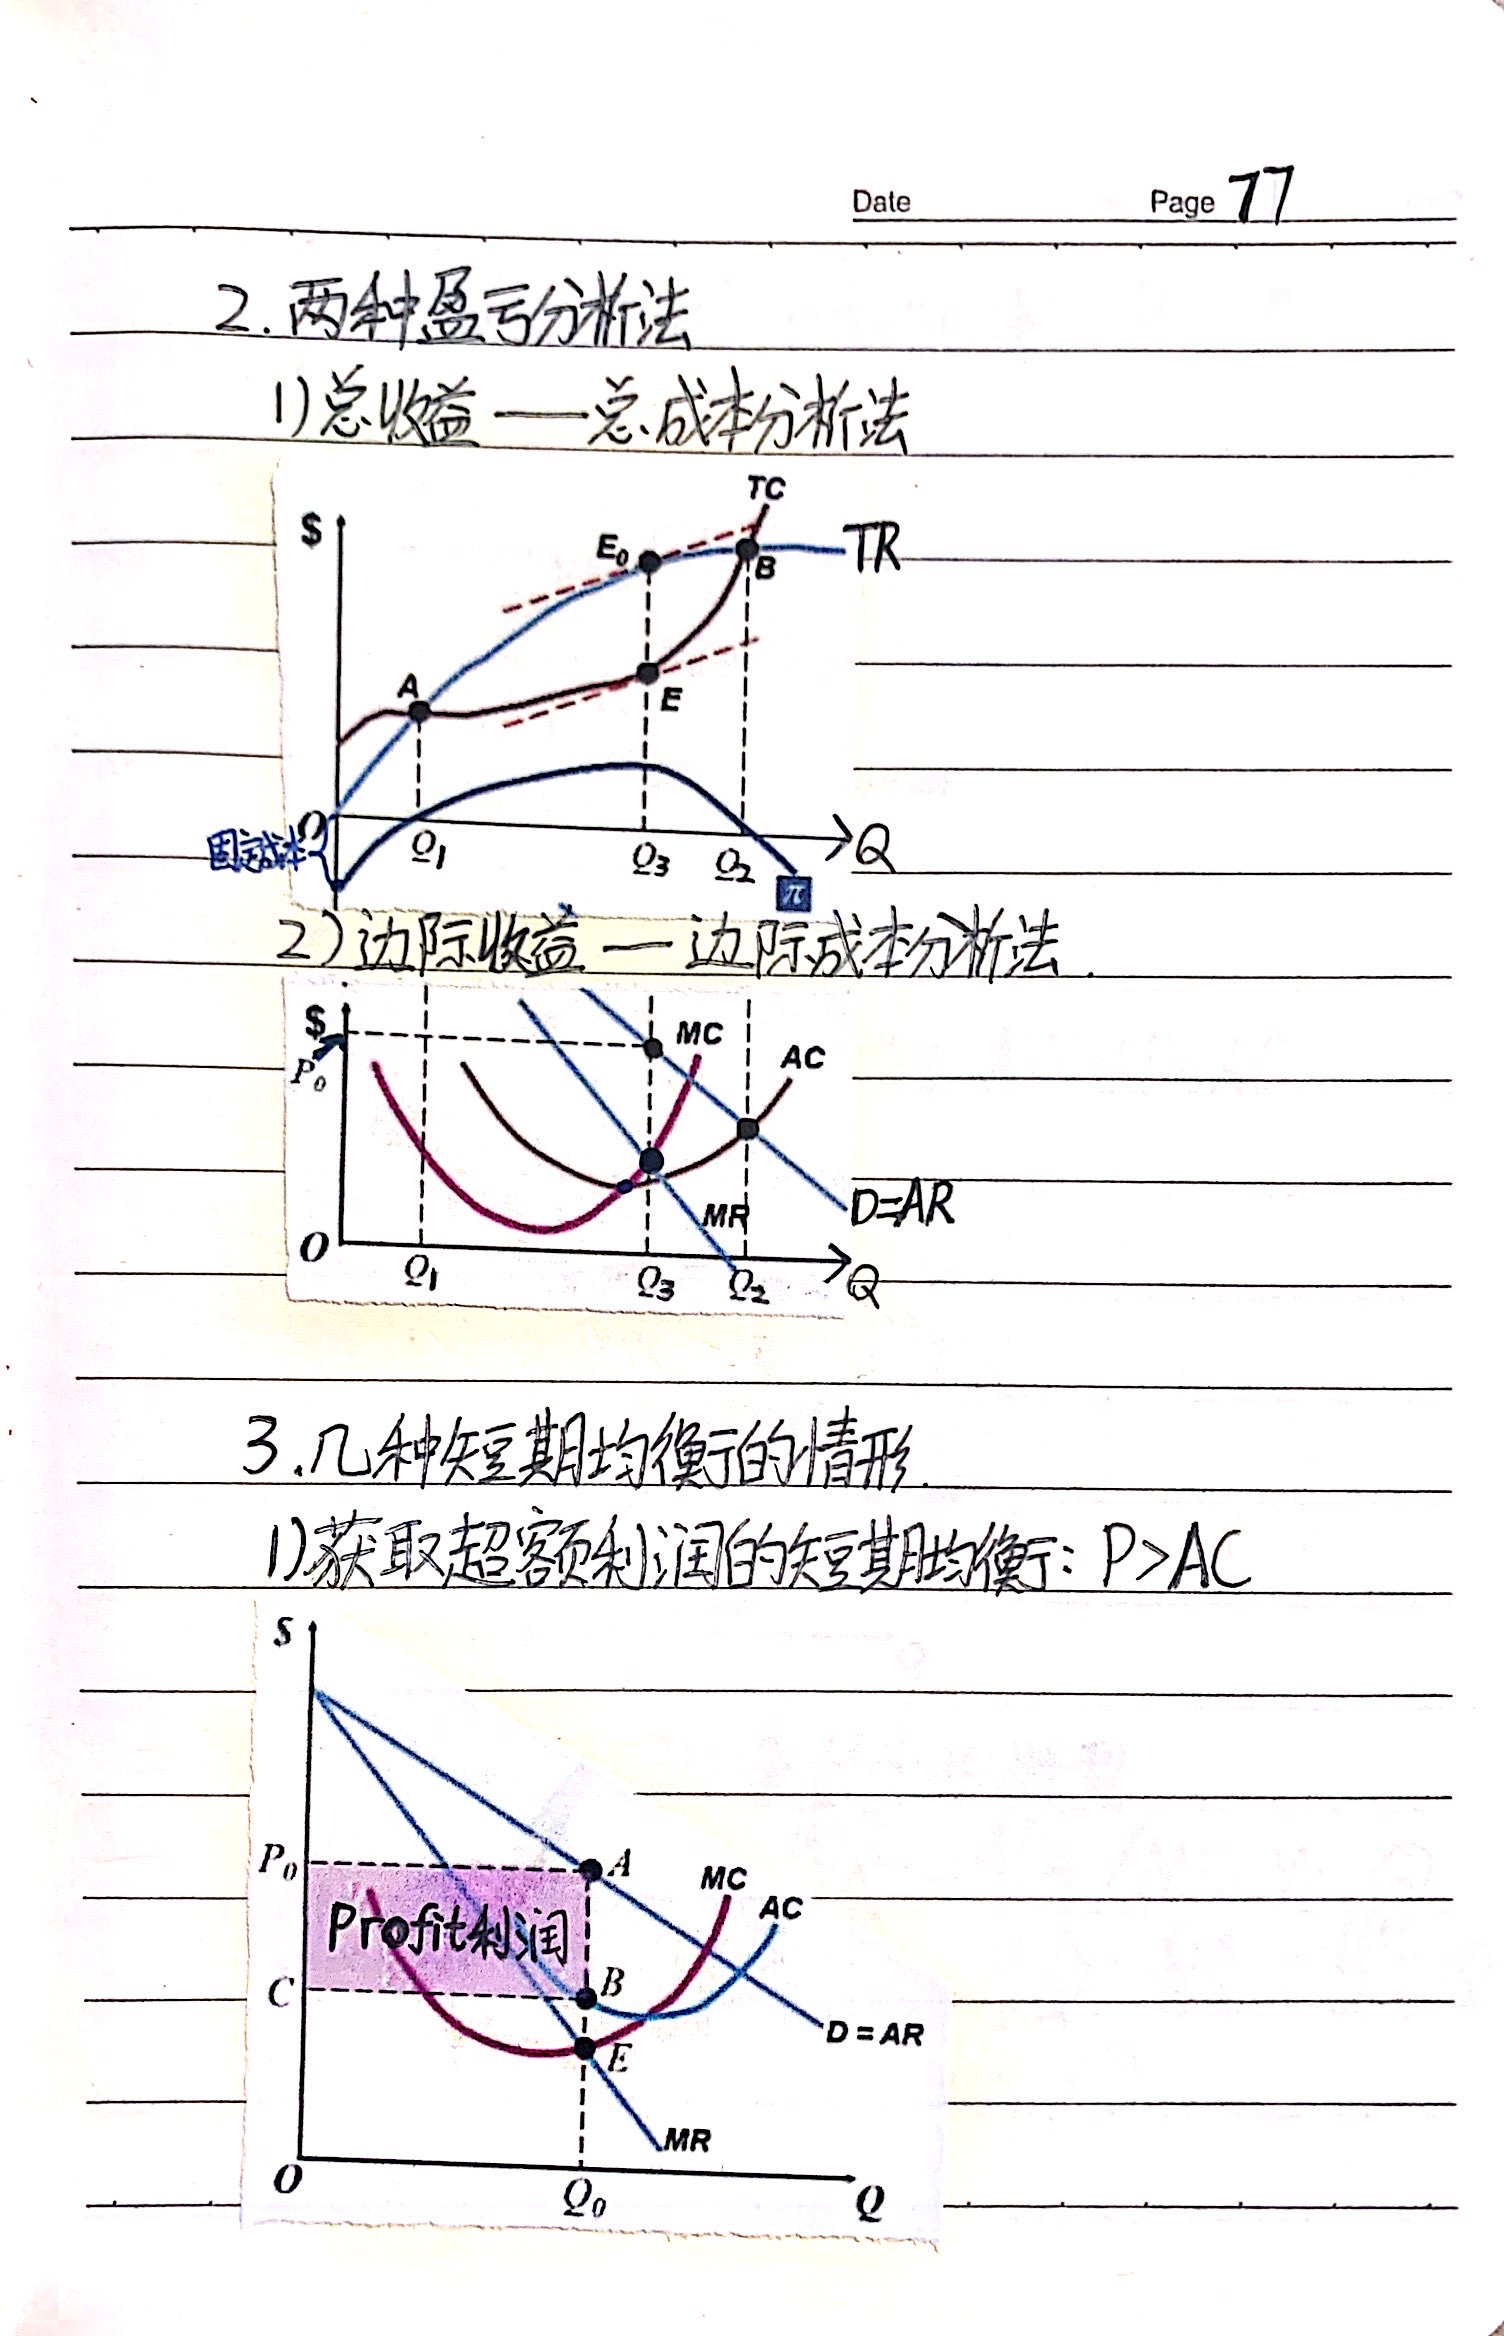 Date Page 77
2. 两种盈亏分析法
1) 总收益——总成本分析法
TC
$ E₀ B TR
A E
O Q₁ Q₃ Q₂ Q
固定成本
π
2) 边际收益—边际成本分析法.
$ MC AC
P₀
MR D=AR
O Q₁ Q₃ Q₂ Q
3. 几种短期均衡的情形.
1) 获取超额利润的短期均衡: P>AC
$
P₀ A MC
Profit利润 AC
C B
E D=AR
MR
O Q₀ Q